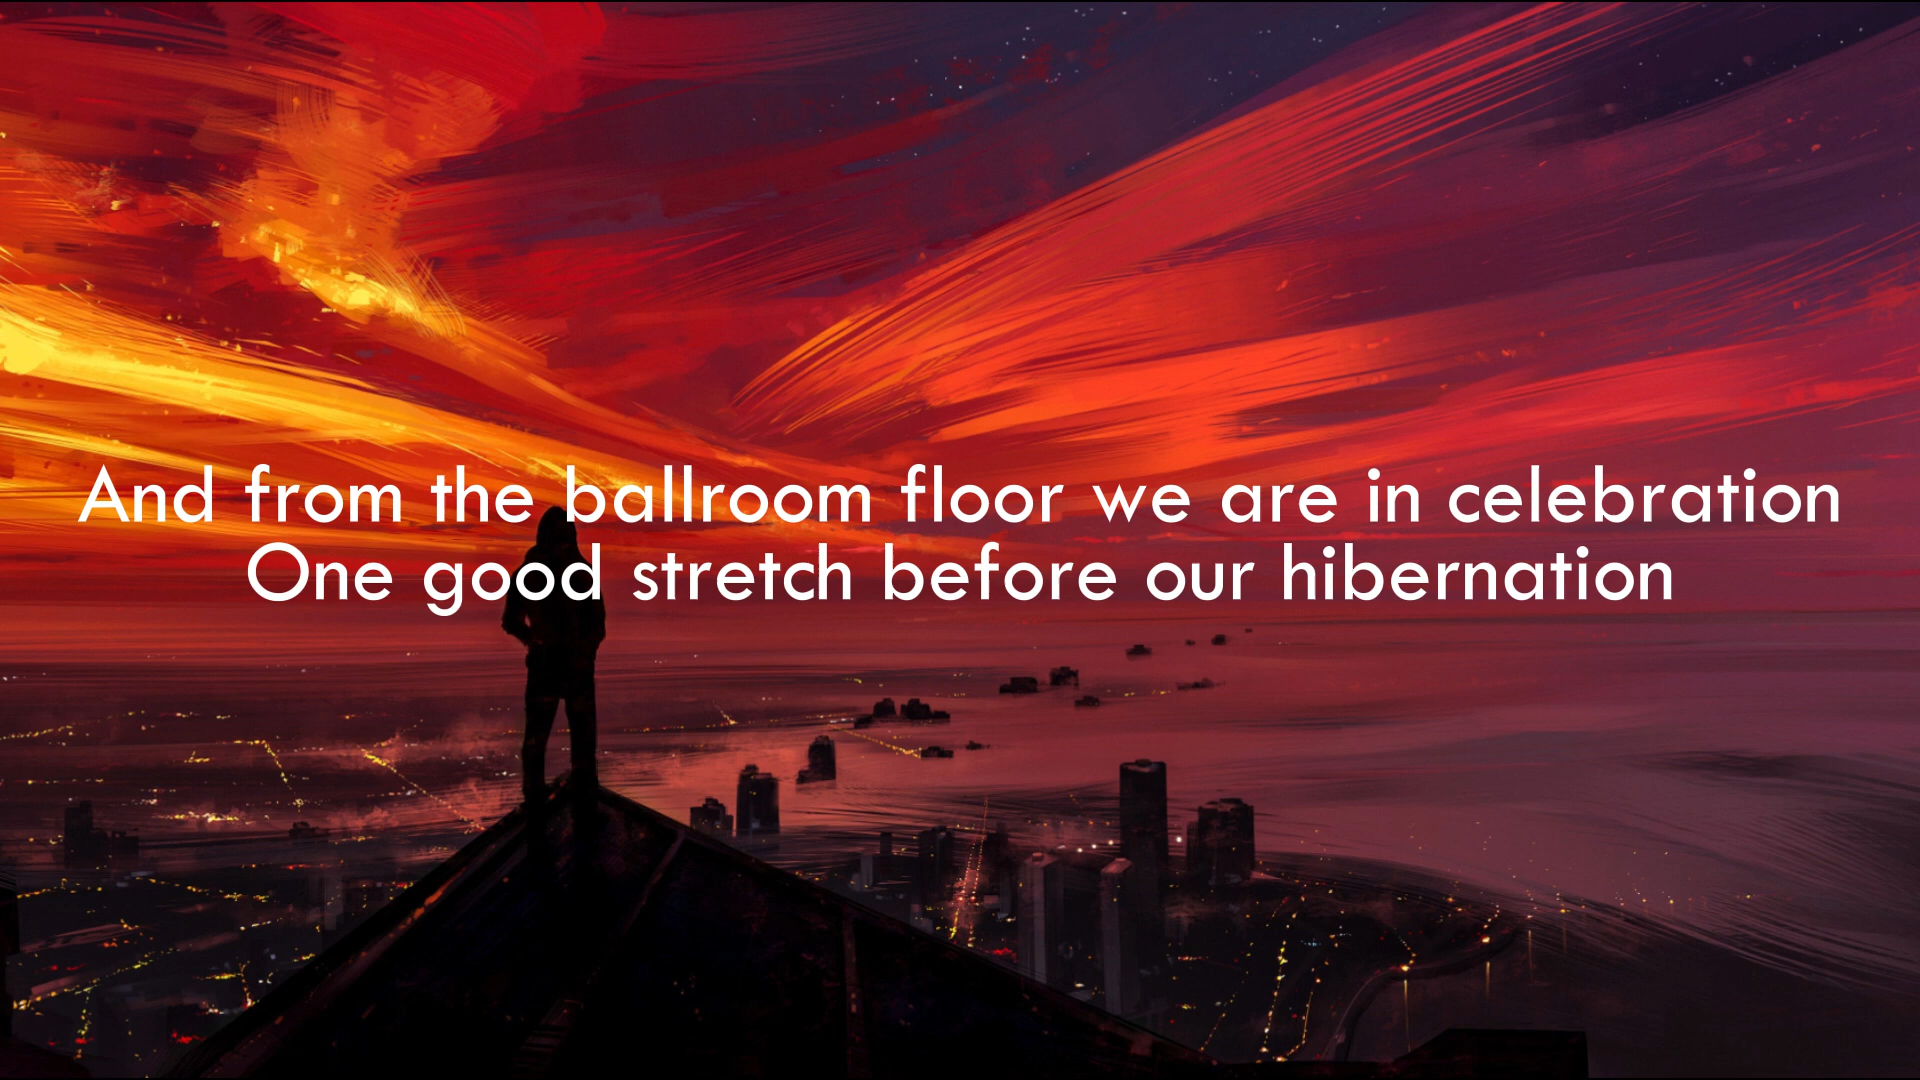 And from the ballroom floor we are in celebration
One good stretch before our hibernation